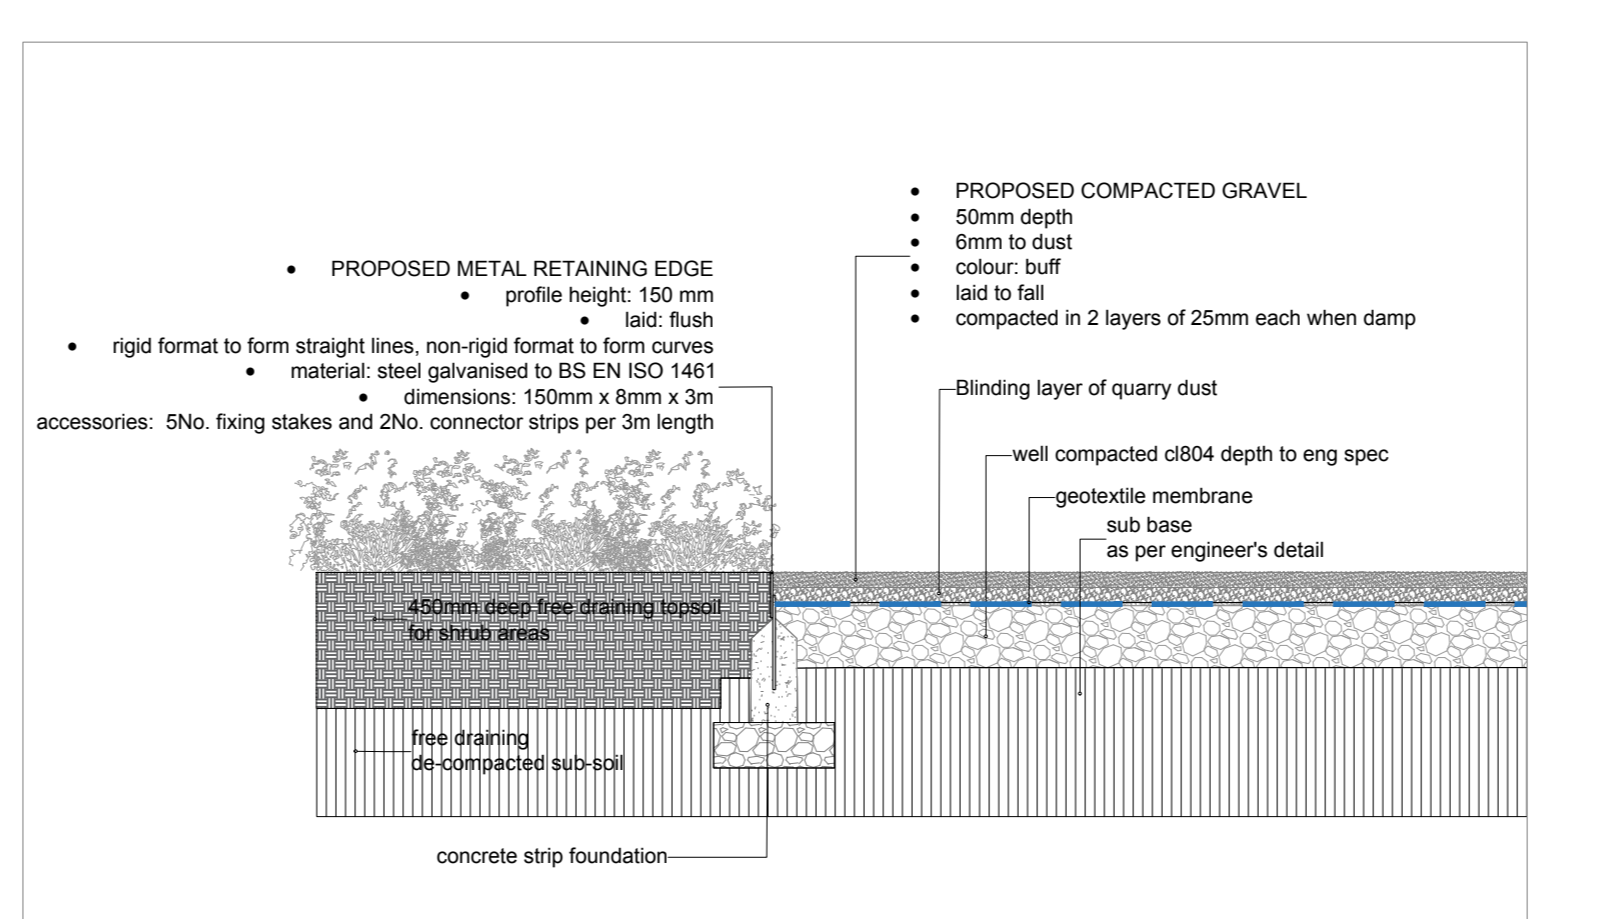 PROPOSED COMPACTED GRAVEL
50mm depth
6mm to dust
colour: buff
laid to fall
compacted in 2 layers of 25mm each when damp
PROPOSED METAL RETAINING EDGE
profile height: 150 mm
laid: flush
rigid format to form straight lines, non-rigid format to form curves
material: steel galvanised to BS EN ISO 1461
dimensions: 150mm x 8mm x 3m
accessories: 5No. fixing stakes and 2No. connector strips per 3m length
Blinding layer of quarry dust
well compacted cl804 depth to eng spec
geotextile membrane
sub base
as per engineer's detail
450mm deep free draining topsoil
for shrub areas
free draining
de-compacted sub-soil
concrete strip foundation